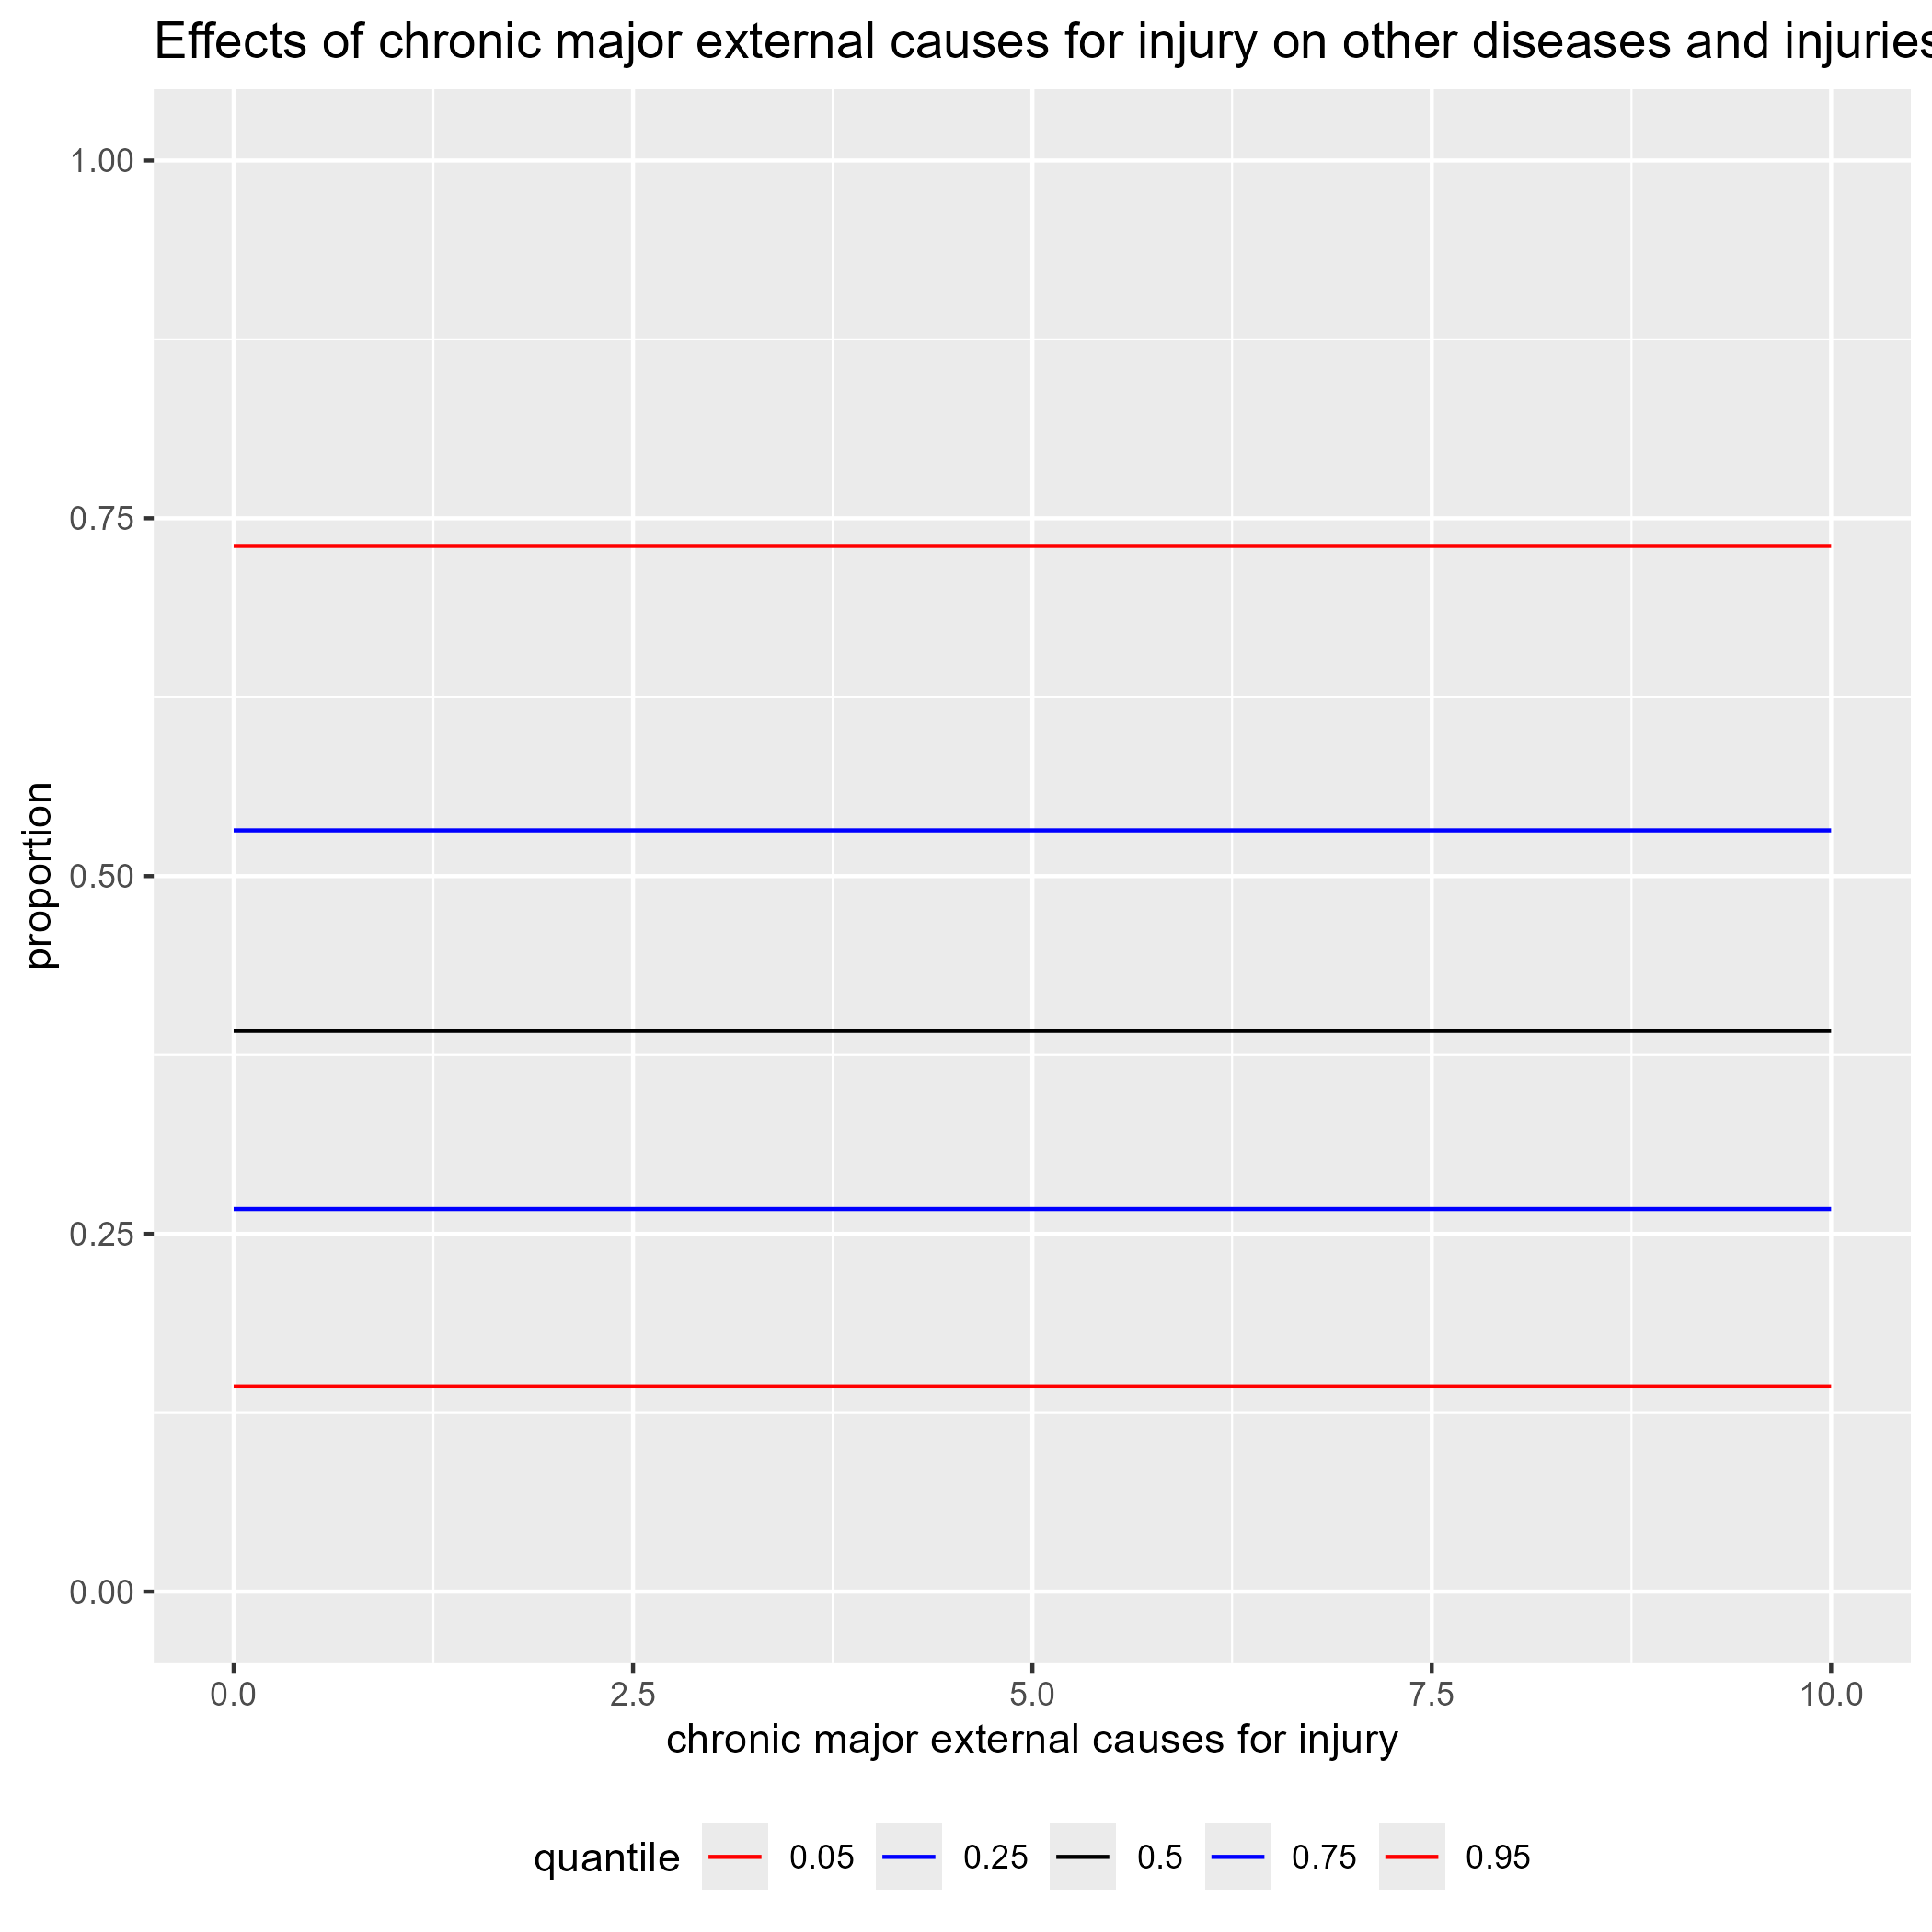 Effects of chronic major external causes for injury on other diseases and injuries
1.00
0.75
0.50
0.25
0.00
proportion
0.0 2.5 5.0 7.5 10.0
chronic major external causes for injury
quantile 0.05 0.25 0.5 0.75 0.95